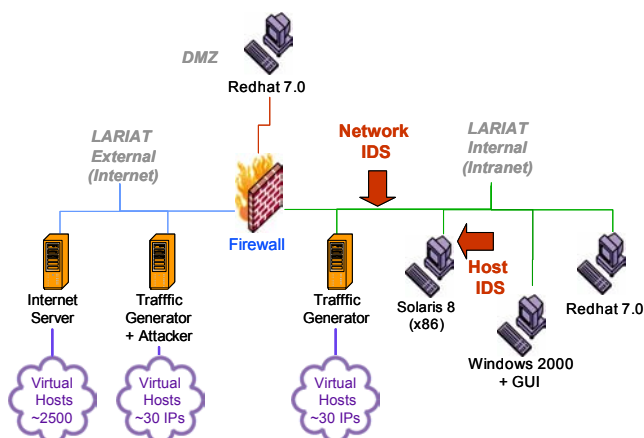 DMZ
Redhat 7.0
LARIAT
External
(Internet)
Network
IDS
LARIAT
Internal
(Intranet)
Firewall
Internet
Server
Trafffic
Generator
+ Attacker
Trafffic
Generator
Solaris 8
(x86)
Host
IDS
Redhat 7.0
Windows 2000
+ GUI
Virtual
Hosts
~2500
Virtual
Hosts
~30 IPs
Virtual
Hosts
~30 IPs